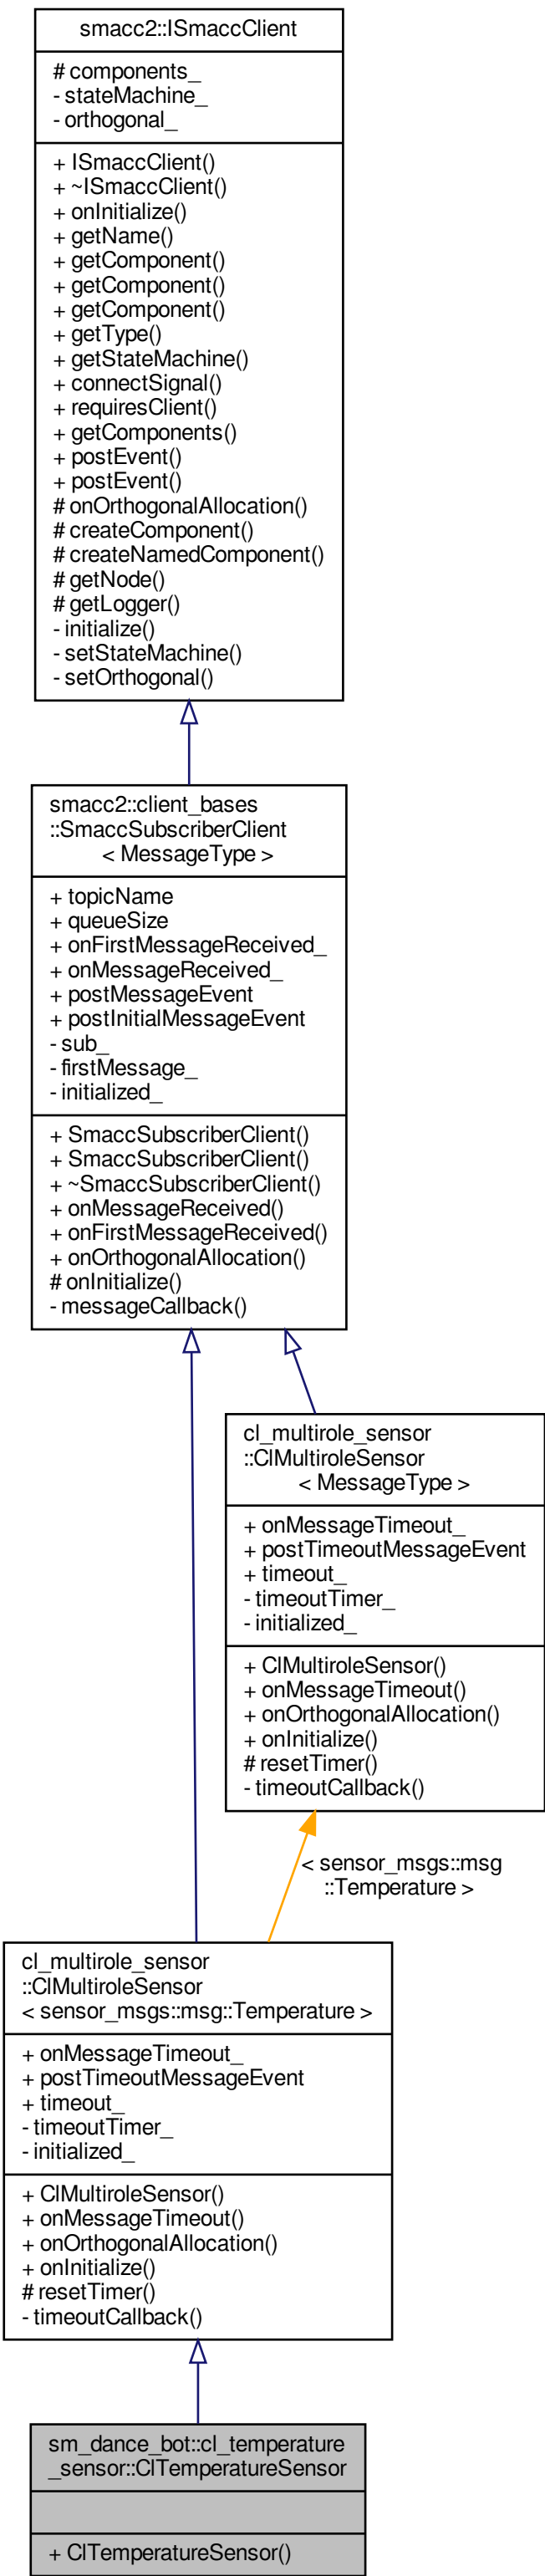 smacc2::ISmaccClient
# components_
- stateMachine_
- orthogonal_
+ ISmaccClient()
+ ~ISmaccClient()
+ onInitialize()
+ getName()
+ getComponent()
+ getComponent()
+ getComponent()
+ getType()
+ getStateMachine()
+ connectSignal()
+ requiresClient()
+ getComponents()
+ postEvent()
+ postEvent()
# onOrthogonalAllocation()
# createComponent()
# createNamedComponent()
# getNode()
# getLogger()
- initialize()
- setStateMachine()
- setOrthogonal()
smacc2::client_bases
::SmaccSubscriberClient
< MessageType >
+ topicName
+ queueSize
+ onFirstMessageReceived_
+ onMessageReceived_
+ postMessageEvent
+ postInitialMessageEvent
- sub_
- firstMessage_
- initialized_
+ SmaccSubscriberClient()
+ SmaccSubscriberClient()
+ ~SmaccSubscriberClient()
+ onMessageReceived()
+ onFirstMessageReceived()
+ onOrthogonalAllocation()
# onInitialize()
- messageCallback()
cl_multirole_sensor
::ClMultiroleSensor
< MessageType >
+ onMessageTimeout_
+ postTimeoutMessageEvent
+ timeout_
- timeoutTimer_
- initialized_
+ ClMultiroleSensor()
+ onMessageTimeout()
+ onOrthogonalAllocation()
+ onInitialize()
# resetTimer()
- timeoutCallback()
< sensor_msgs::msg
::Temperature >
cl_multirole_sensor
::ClMultiroleSensor
< sensor_msgs::msg::Temperature >
+ onMessageTimeout_
+ postTimeoutMessageEvent
+ timeout_
- timeoutTimer_
- initialized_
+ ClMultiroleSensor()
+ onMessageTimeout()
+ onOrthogonalAllocation()
+ onInitialize()
# resetTimer()
- timeoutCallback()
sm_dance_bot::cl_temperature
_sensor::ClTemperatureSensor
+ ClTemperatureSensor()